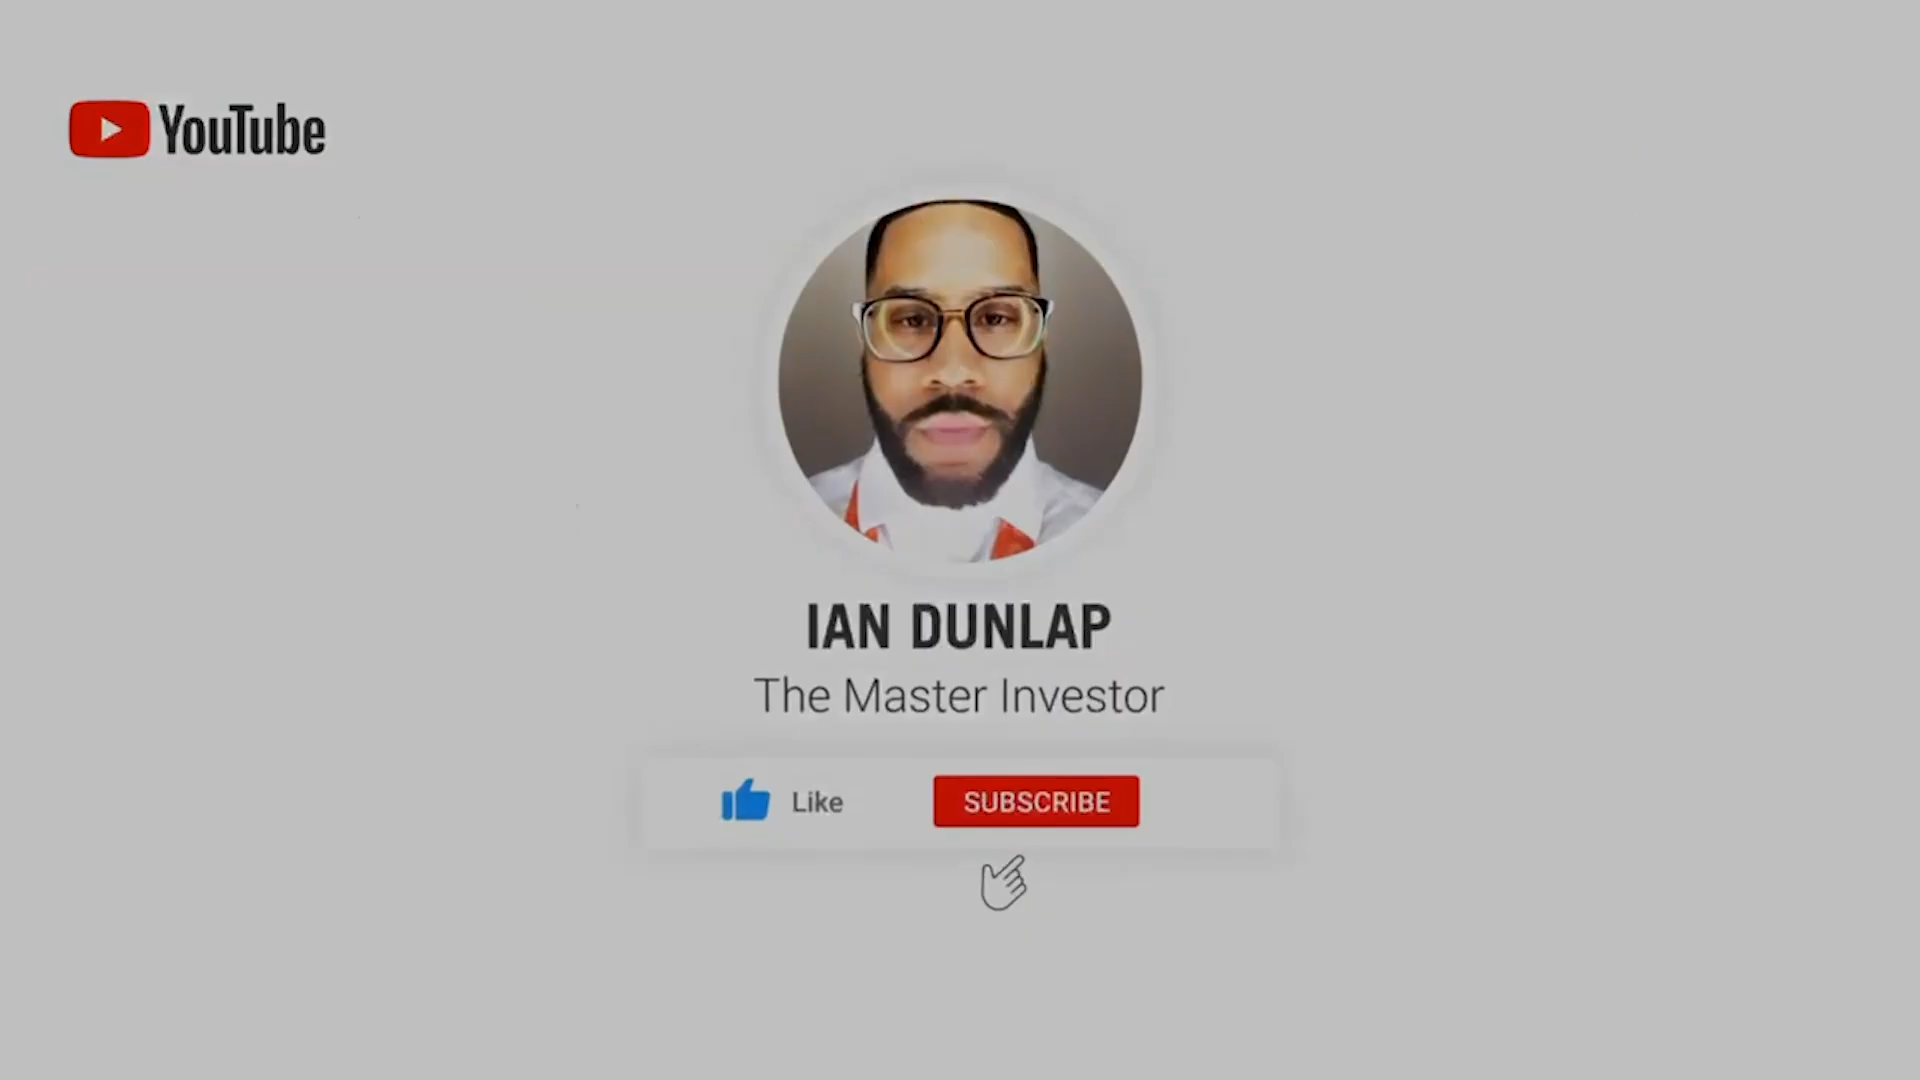 YouTube
IAN DUNLAP
The Master Investor
Like
SUBSCRIBE